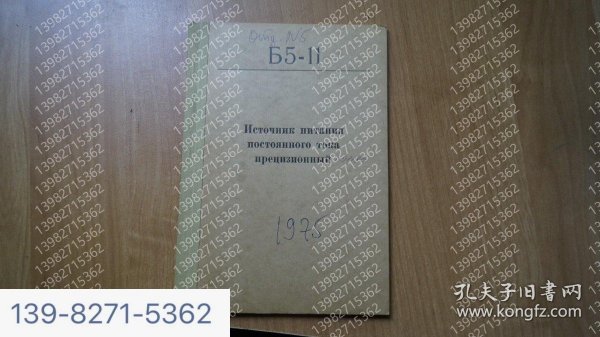 Б5-11
Источник питания
постоянного тока
прецизионный
1975
139-8271-5362
孔夫子旧书网
www.kongfz.com
13982715362